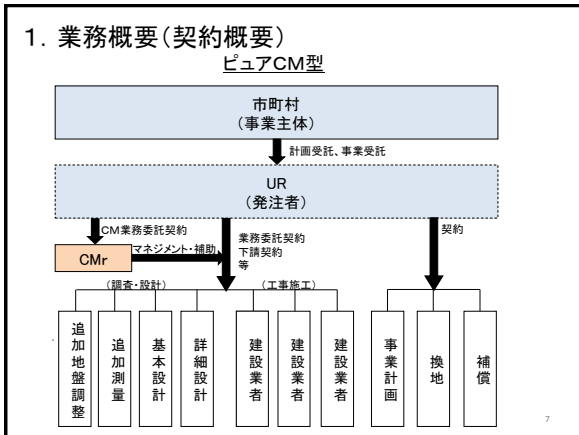 1．業務概要（契約概要）
ピュアCM型
市町村
（事業主体）
計画受託、事業受託
UR
（発注者）
CM業務委託契約
マネジメント・補助
業務委託契約
下請契約
等
契約
CMr
（調査・設計）
（工事施工）
追加地盤調整
追加測量
基本設計
詳細設計
建設業者
建設業者
建設業者
事業計画
換地
補償
7